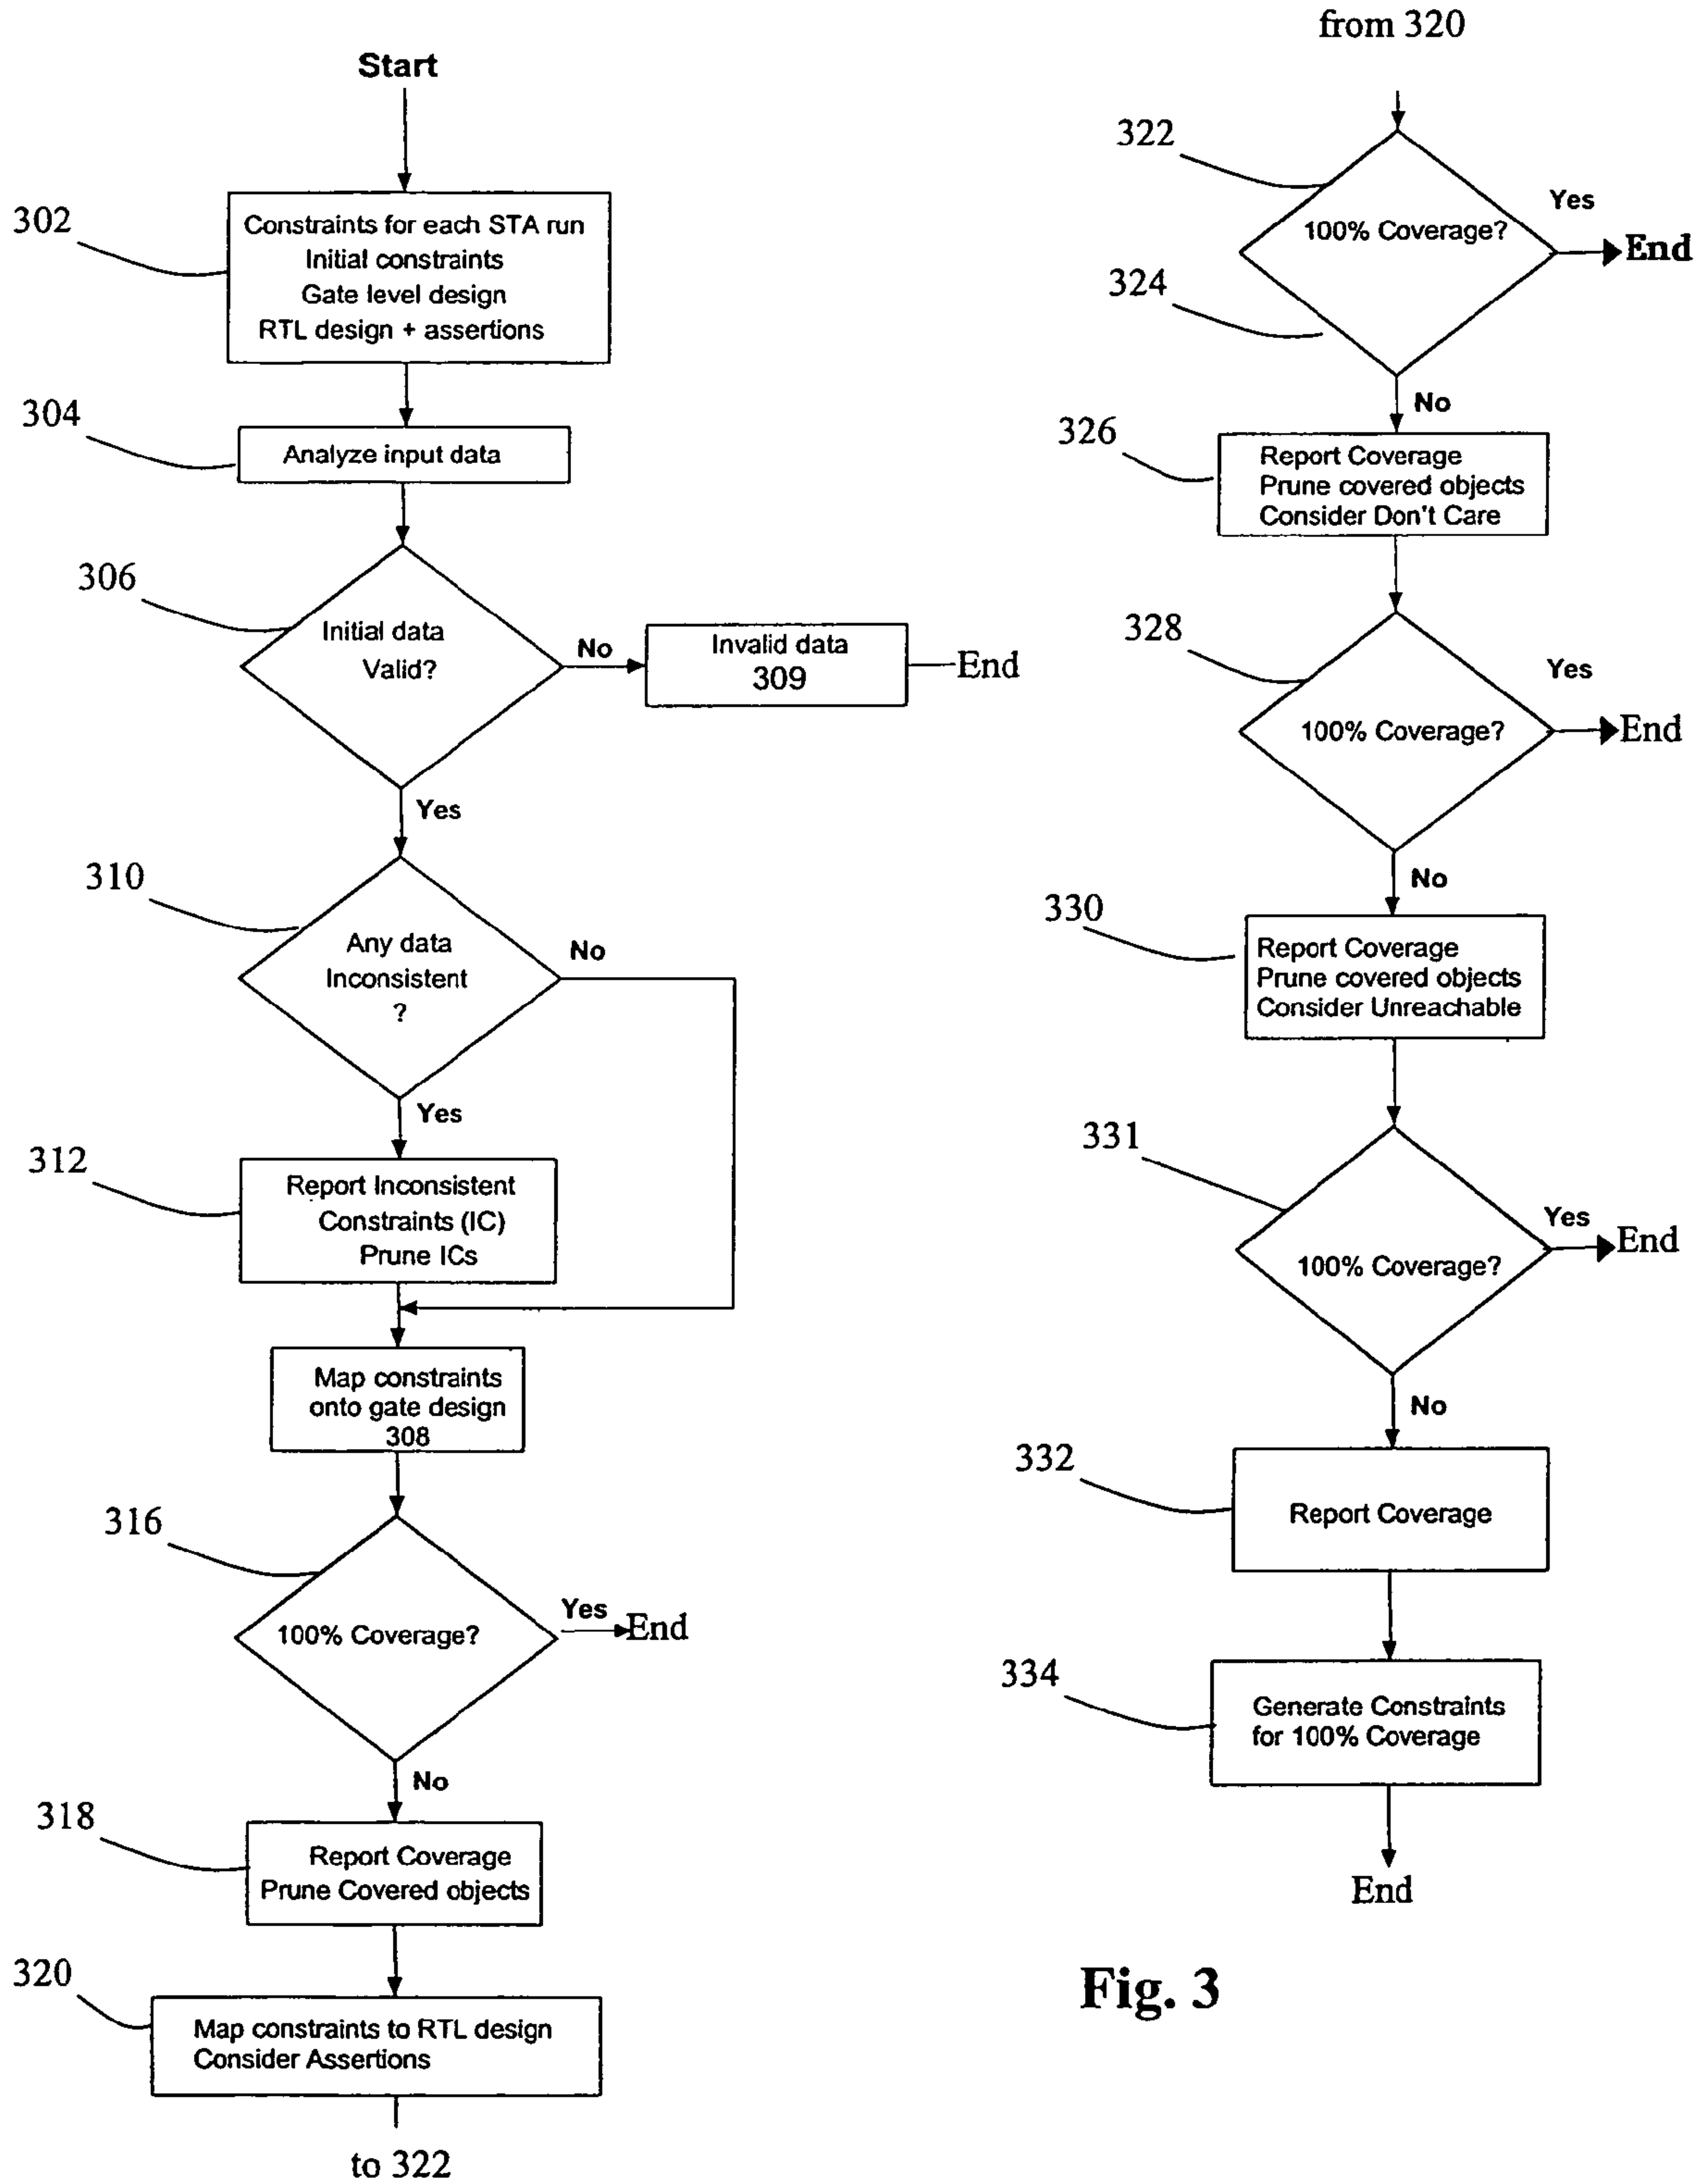 Start
302
Constraints for each STA run
Initial constraints
Gate level design
RTL design + assertions
304
Analyze input data
306
Initial data
Valid?
No
Invalid data
309
End
Yes
310
Any data
Inconsistent
?
No
Yes
312
Report Inconsistent
Constraints (IC)
Prune ICs
Map constraints
onto gate design
308
316
100% Coverage?
Yes
End
No
318
Report Coverage
Prune Covered objects
320
Map constraints to RTL design
Consider Assertions
to 322
from 320
322
100% Coverage?
Yes
End
324
No
326
Report Coverage
Prune covered objects
Consider Don't Care
328
100% Coverage?
Yes
End
No
330
Report Coverage
Prune covered objects
Consider Unreachable
331
100% Coverage?
Yes
End
No
332
Report Coverage
334
Generate Constraints
for 100% Coverage
End
Fig. 3